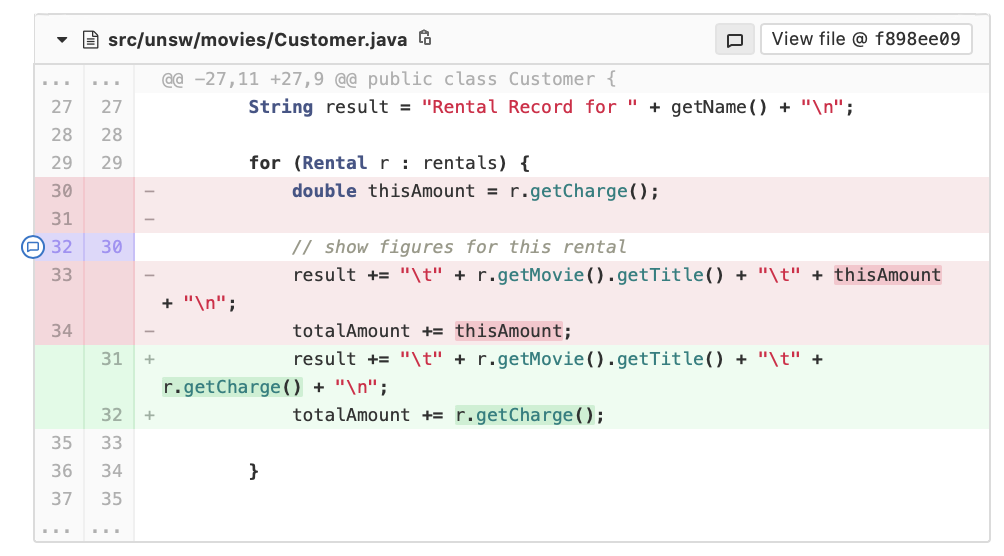 src/unsw/movies/Customer.java View file @ f898ee09
... ... @@ -27,11 +27,9 @@ public class Customer {
27 27 String result = "Rental Record for " + getName() + "\n";
28 28
29 29 for (Rental r : rentals) {
30 - double thisAmount = r.getCharge();
31 -
32 30 // show figures for this rental
33 - result += "\t" + r.getMovie().getTitle() + "\t" + thisAmount
+ "\n";
34 - totalAmount += thisAmount;
31 + result += "\t" + r.getMovie().getTitle() + "\t" +
r.getCharge() + "\n";
32 + totalAmount += r.getCharge();
35 33
36 34 }
37 35
... ...